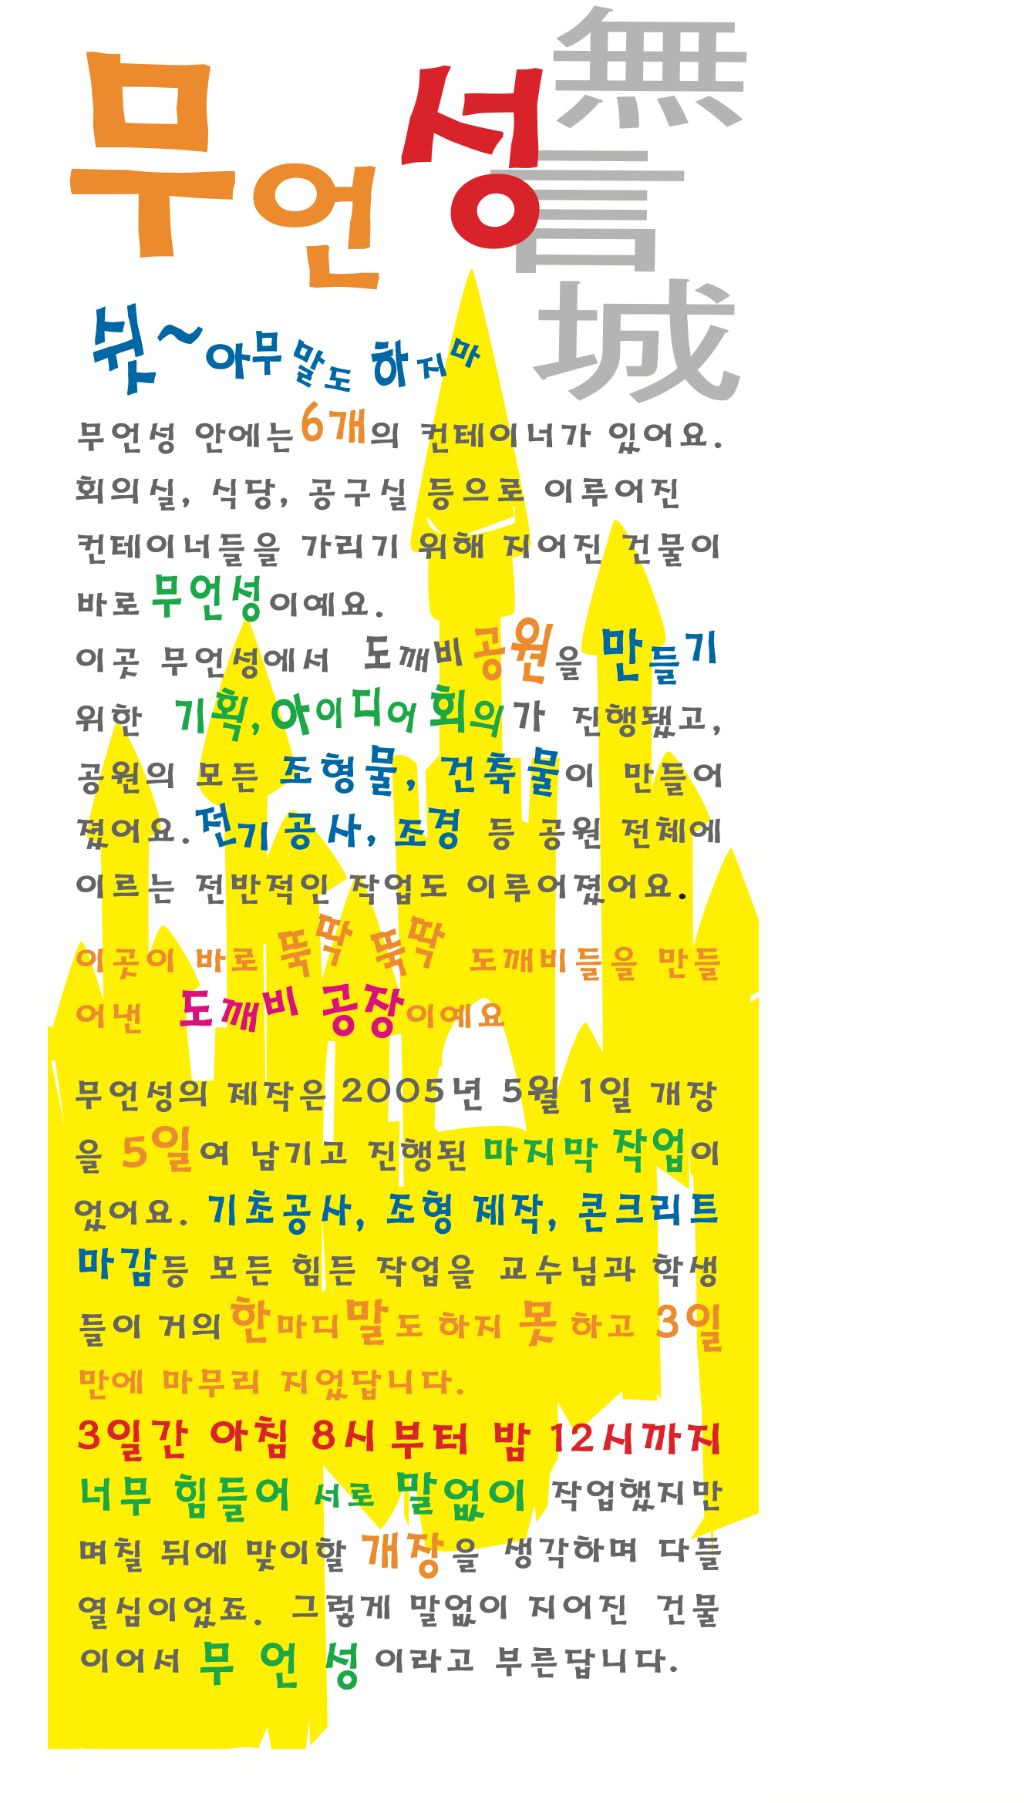 무언성
無言城
쉿~아무말도 하지마
무언성 안에는 6개의 컨테이너가 있어요.
회의실, 식당, 공구실 등으로 이루어진
컨테이너들을 가리기 위해 지어진 건물이
바로 무언성이예요.
이곳 무언성에서 도깨비공원을 만들기
위한 기획,아이디어회의가 진행됐고,
공원의 모든 조형물, 건축물이 만들어
졌어요.전기공사, 조경 등 공원 전체에
이르는 전반적인 작업도 이루어졌어요.
이곳이 바로 뚝딱 뚝딱 도깨비들을 만들
어낸 도깨비 공장이예요
무언성의 제작은 2005년 5월 1일 개장
을 5일여 남기고 진행된 마지막 작업이
었어요. 기초공사, 조형 제작, 콘크리트
마감등 모든 힘든 작업을 교수님과 학생
들이 거의 한마디말도 하지 못 하고 3일
만에 마무리 지었답니다.
3일간 아침 8시 부터 밤 12시까지
너무 힘들어 서로 말없이 작업했지만
며칠 뒤에 맞이할 개장을 생각하며 다들
열심이었죠. 그렇게 말없이 지어진 건물
이어서 무 언 성 이라고 부른답니다.